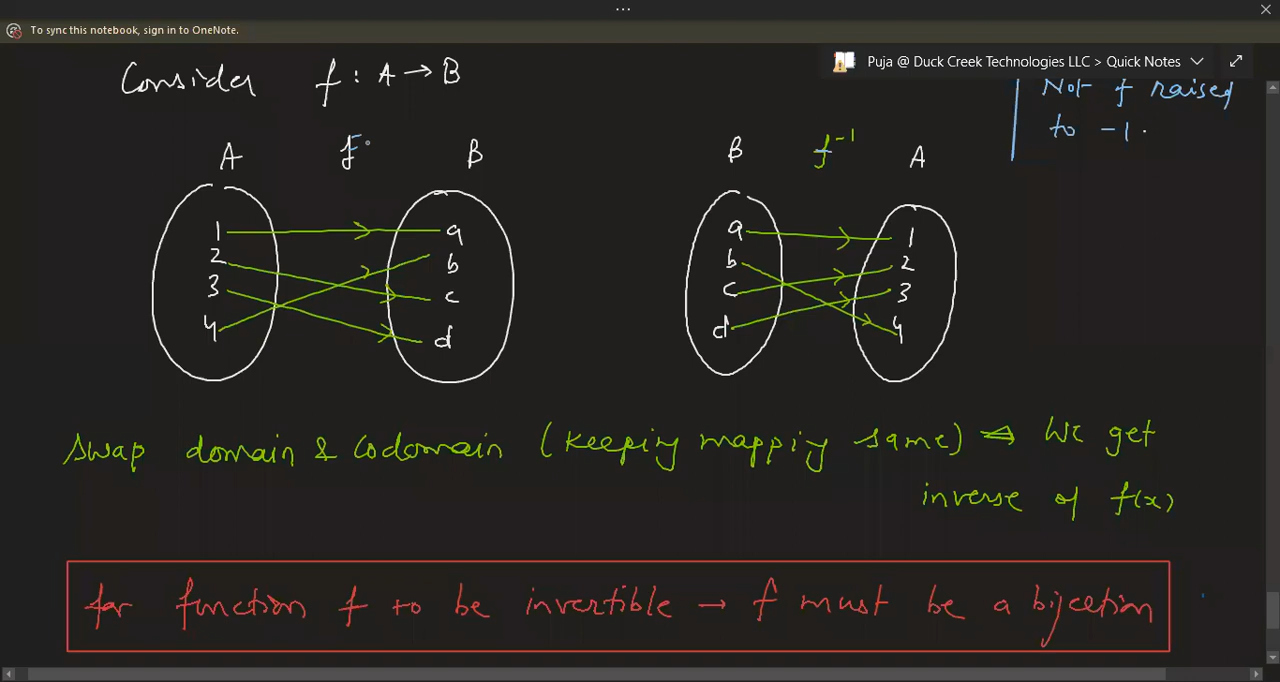 ...
To sync this notebook, sign in to OneNote.
Puja @ Duck Creek Technologies LLC > Quick Notes
Consider f : A → B
Not f raised
to -1.
A f B
B f⁻¹ A
1 a
2 b
3 c
4 d
a 1
b 2
c 3
d 4
Swap domain & Codomain (keeping mapping same) ⇒ We get
inverse of f(x)
for function f to be invertible → f must be a bijection